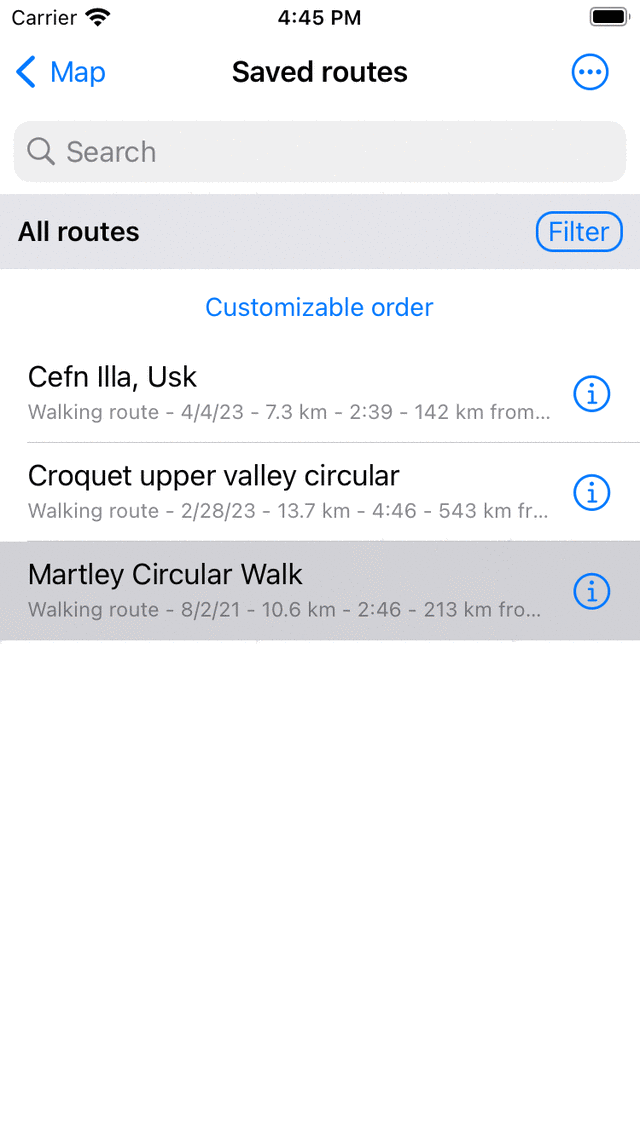 Carrier 4:45 PM
Map Saved routes
Search
All routes Filter
Customizable order
Cefn Illa, Usk
Walking route - 4/4/23 - 7.3 km - 2:39 - 142 km from...
Croquet upper valley circular
Walking route - 2/28/23 - 13.7 km - 4:46 - 543 km fr...
Martley Circular Walk
Walking route - 8/2/21 - 10.6 km - 2:46 - 213 km fro...